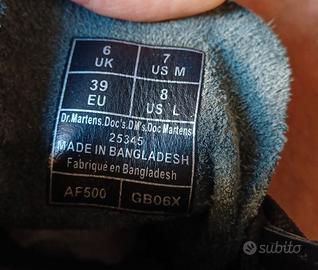 6 UK
7 US M
39 EU
8 US L
Dr.Martens.Doc's.DM's.Doc Martens
25345
MADE IN BANGLADESH
Fabriqué en Bangladesh
AF500 GB06X
subito